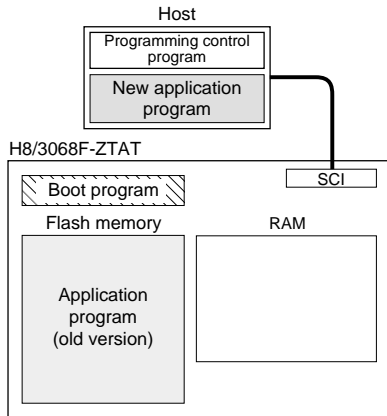 Host
Programming control
program
New application
program
H8/3068F-ZTAT
SCI
Boot program
Flash memory
RAM
Application
program
(old version)